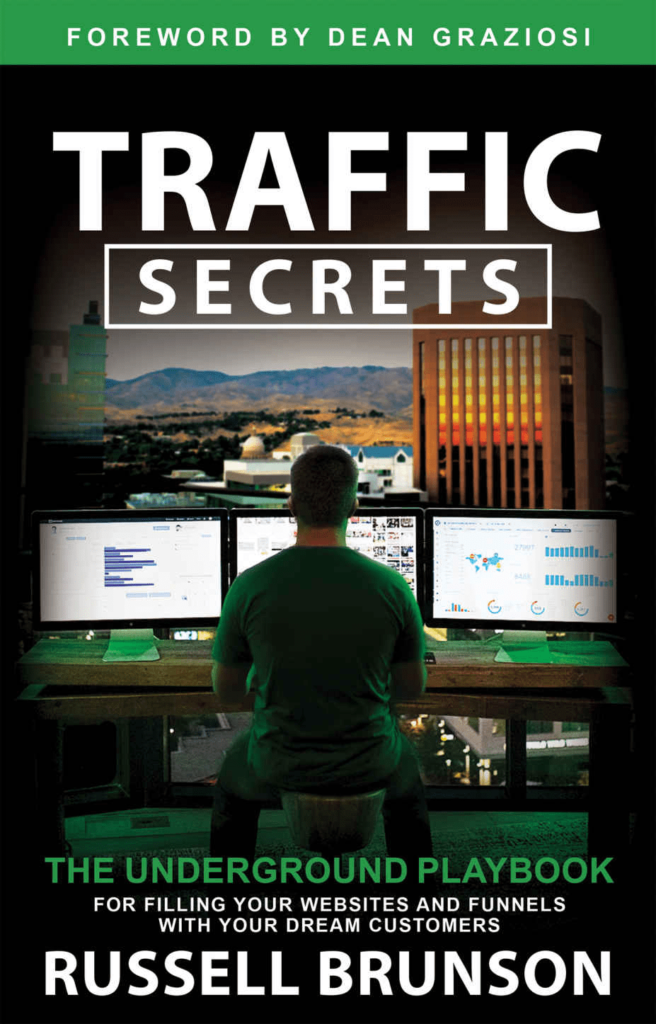 FOREWORD BY DEAN GRAZIOSI
TRAFFIC
SECRETS
THE UNDERGROUND PLAYBOOK
FOR FILLING YOUR WEBSITES AND FUNNELS
WITH YOUR DREAM CUSTOMERS
RUSSELL BRUNSON